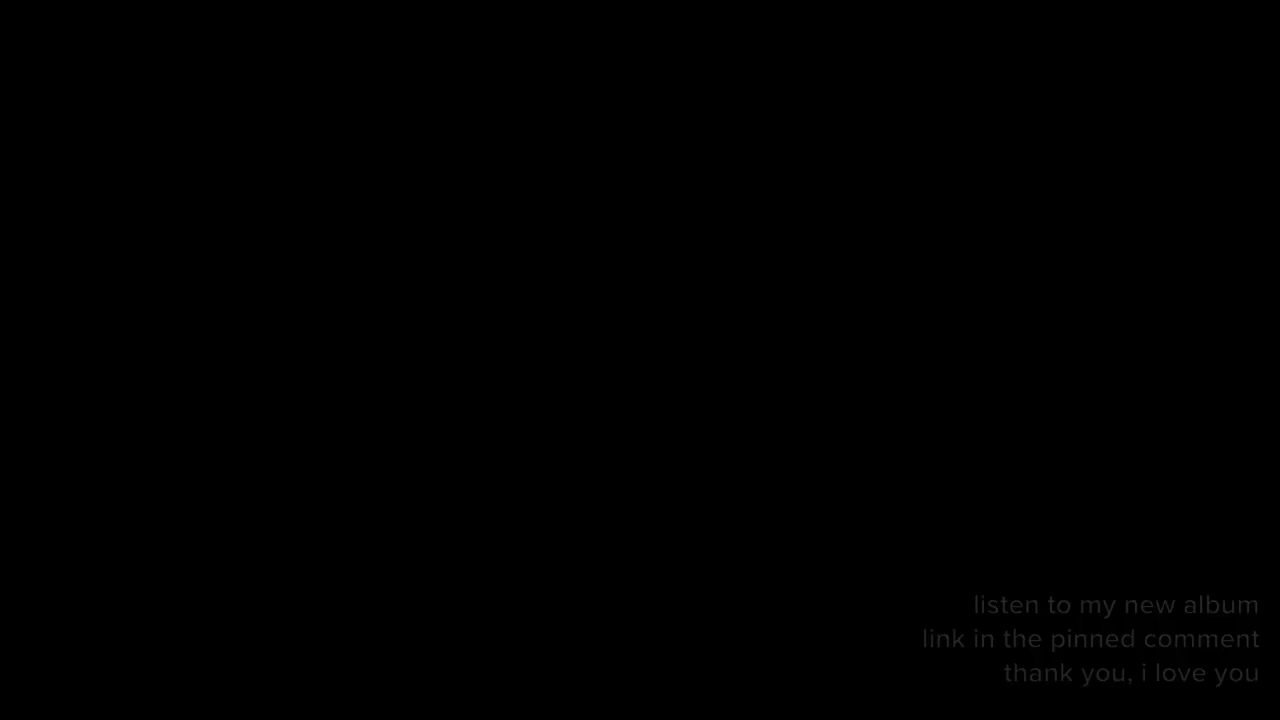 listen to my new album
link in the pinned comment
thank you, i love you